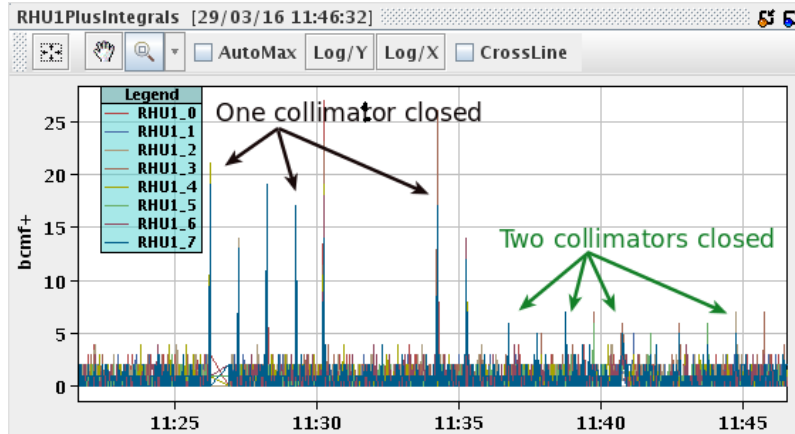 RHU1PlusIntegrals [29/03/16 11:46:32]
AutoMax Log/Y Log/X CrossLine
Legend
RHU1_0
RHU1_1
RHU1_2
RHU1_3
RHU1_4
RHU1_5
RHU1_6
RHU1_7
One collimator closed
Two collimators closed
bcmf+
25
20
15
10
5
0
11:25 11:30 11:35 11:40 11:45